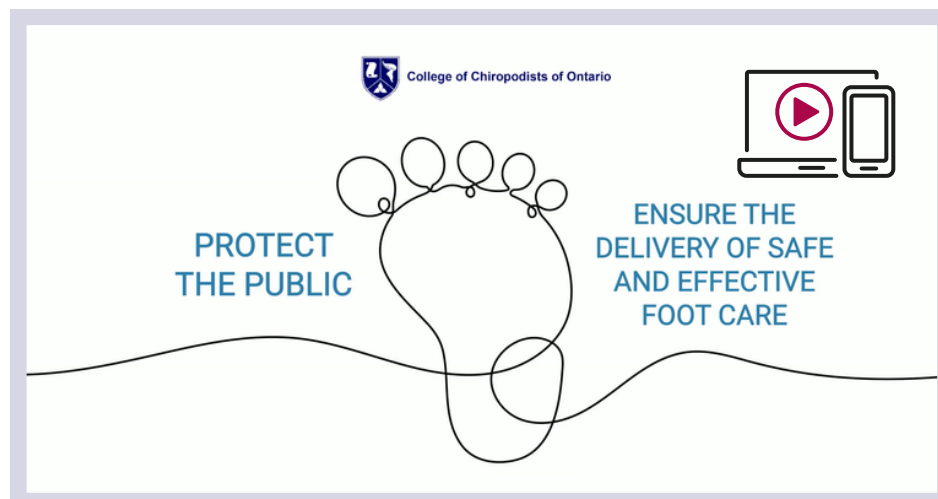 College of Chiropodists of Ontario
PROTECT
THE PUBLIC
ENSURE THE
DELIVERY OF SAFE
AND EFFECTIVE
FOOT CARE